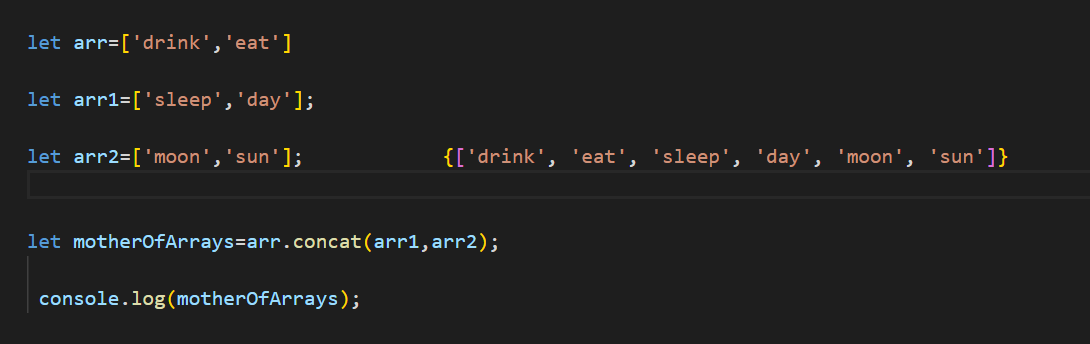 let arr=['drink','eat']
let arr1=['sleep','day'];
let arr2=['moon','sun'];            {['drink', 'eat', 'sleep', 'day', 'moon', 'sun']}
let motherOfArrays=arr.concat(arr1,arr2);
console.log(motherOfArrays);